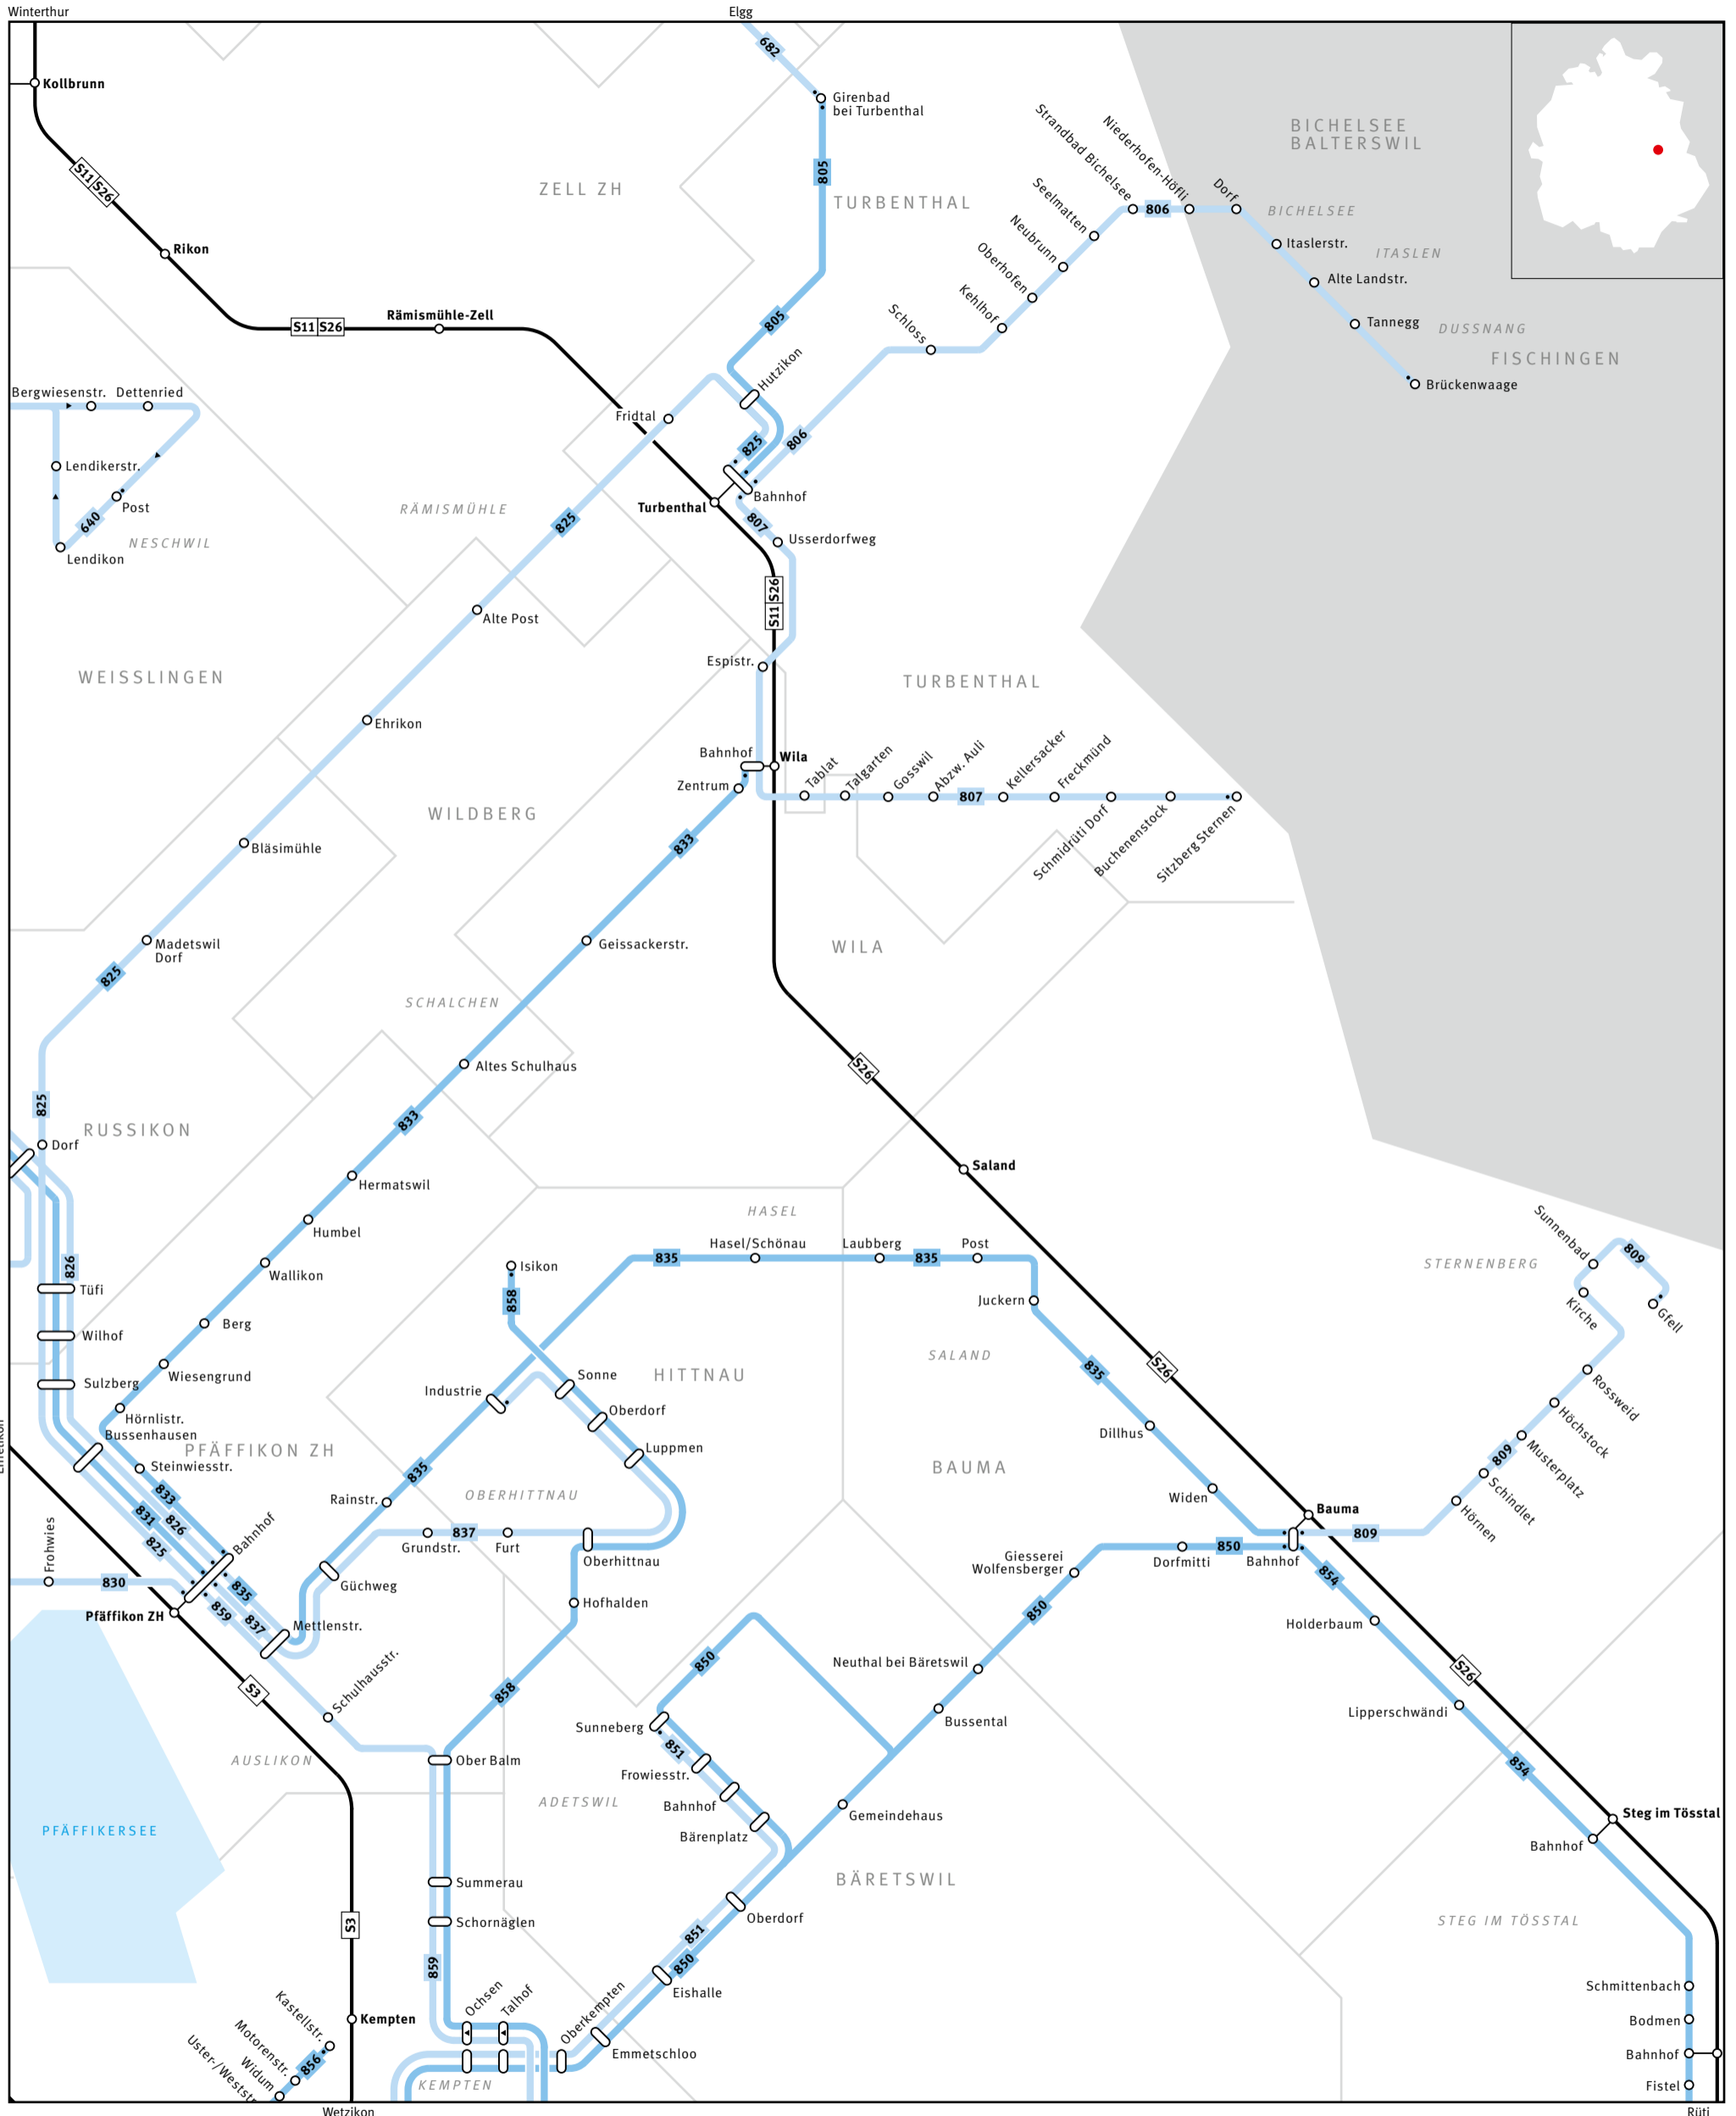 Winterthur
Elgg
682
Kollbrunn
Girenbad
bei Turbenthal
Strandbad Bichelsee
Niederhofen-Höfli
BICHELSEE
BALTERSWIL
S11 S26
805
ZELL ZH
TURBENTHAL
Seelmatten
806
Dorf
BICHELSEE
Rikon
Neubrunn
Itaslerstr.
ITASLEN
Oberhofen
Alte Landstr.
Rämismühle-Zell
S11 S26
805
Kehlhof
Schloss
Tannegg
DUSSNANG
FISCHINGEN
Brückenwaage
Hutzikon
Bergwiesenstr.
Dettenried
Fridtal
825
806
Lendikerstr.
Post
640
NESCHWIL
Lendikon
RÄMISMÜHLE
825
Bahnhof
Turbenthal
807
Usserdorfweg
S11 S26
Alte Post
WEISSLINGEN
Espistr.
TURBENTHAL
Ehrikon
Bahnhof
Wila
Zentrum
Tablat
Talgarten
Gosswil
Abzw. Auli
807
Kellersacker
Freckmünd
Schmidrüti Dorf
Buchenenstock
Sitzberg Sternen
WILDBERG
833
Bläsimühle
Madetswil
Dorf
825
Geissackerstr.
WILA
SCHALCHEN
Altes Schulhaus
S26
825
RUSSIKON
833
Dorf
Saland
Hermatswil
HASEL
Humbel
Hasel/Schönau
Laubberg
Post
835
835
Sunnenbad
809
STERNENBERG
Wallikon
Isikon
858
826
Tüfi
Juckern
Kirche
Gfell
Berg
Wilhof
SALAND
835
S26
Wiesengrund
Sulzberg
HITTNAU
Sonne
Industrie
Oberdorf
Rossweid
Hörnlistr.
Bussenhausen
Höchstock
Dillhus
PFÄFFIKON ZH
Luppmen
Musterplatz
Steinwiesstr.
835
BAUMA
809
Schindlet
833
Rainstr.
OBERHITTNAU
Widen
Hörnen
831
826
825
Bahnhof
Bauma
Frohwies
Grundstr.
837
Furt
Oberhittnau
Giesserei
Wolfensberger
Dorfmitti
850
Bahnhof
809
830
835
Güchweg
854
Pfäffikon ZH
859
837
Mettlenstr.
Hofhalden
850
Holderbaum
Schulhausstr.
S3
858
850
Neuthal bei Bäretswil
S26
Sunneberg
Bussental
Lipperschwändi
AUSLIKON
Ober Balm
851
Frowiesstr.
854
ADETSWIL
Bahnhof
Gemeindehaus
Steg im Tösstal
PFÄFFIKERSEE
Bärenplatz
Bahnhof
Summerau
BÄRETSWIL
Schornäglen
Oberdorf
STEG IM TÖSSTAL
S3
859
851
850
Eishalle
Schmittenbach
Kastellstr.
Kempten
Ochsen
Talhof
Oberkempten
Bodmen
Motorenstr.
856
Emmetschloo
Bahnhof
Widum
KEMPTEN
Fistel
Wetzikon
Rüti